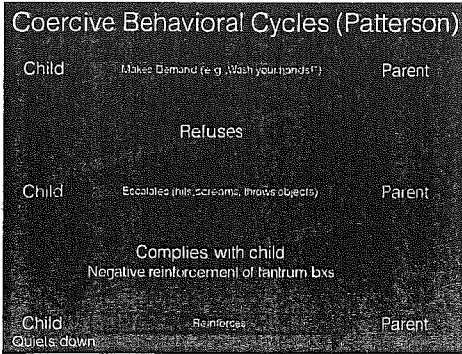 Coercive Behavioral Cycles (Patterson)
Child Makes Demand (e.g., "Wash your hands!") Parent
Refuses
Child Escalates (hits, screams, throws objects) Parent
Complies with child
Negative reinforcement of tantrum bxs
Child Reinforces Parent
Quiets down